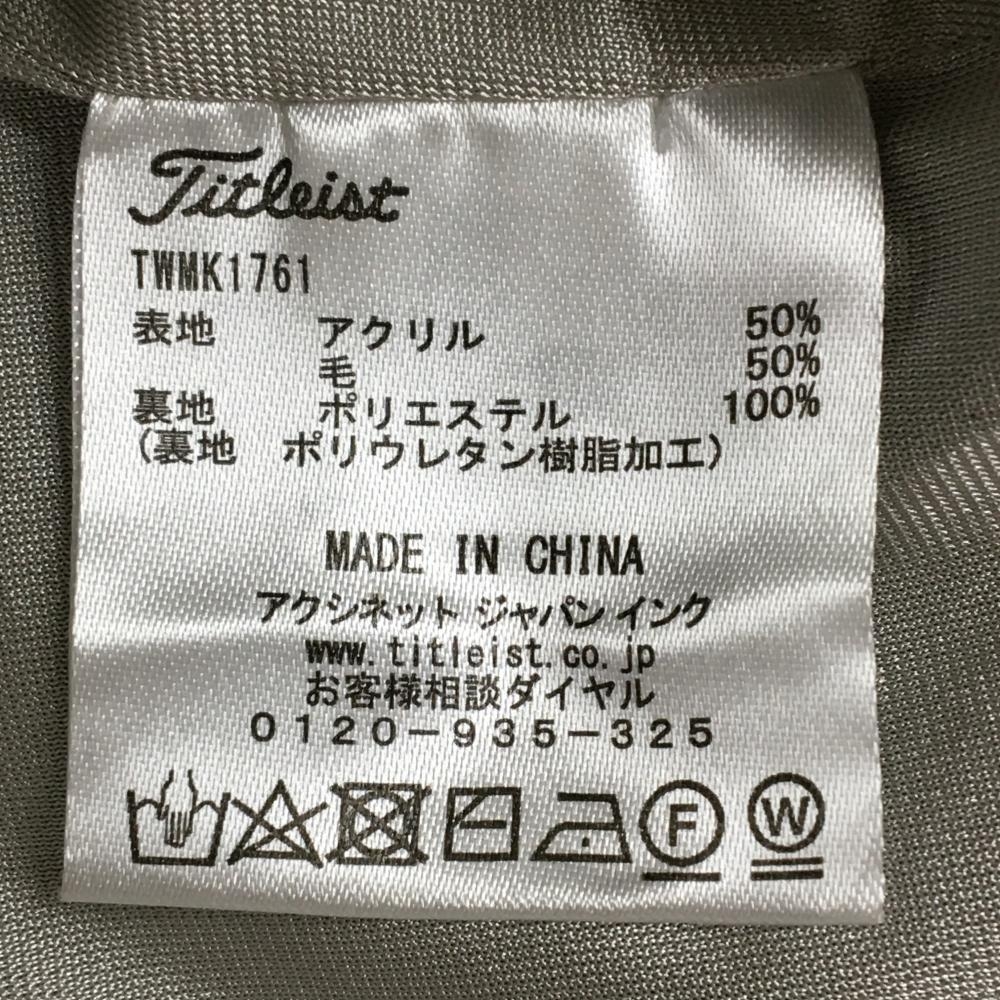 Titleist
TWMK1761
表地 アクリル 50%
毛 50%
裏地 ポリエステル 100%
(裏地 ポリウレタン樹脂加工)
MADE IN CHINA
アクシネット ジャパン インク
www.titleist.co.jp
お客様相談ダイヤル
0120-935-325
F W